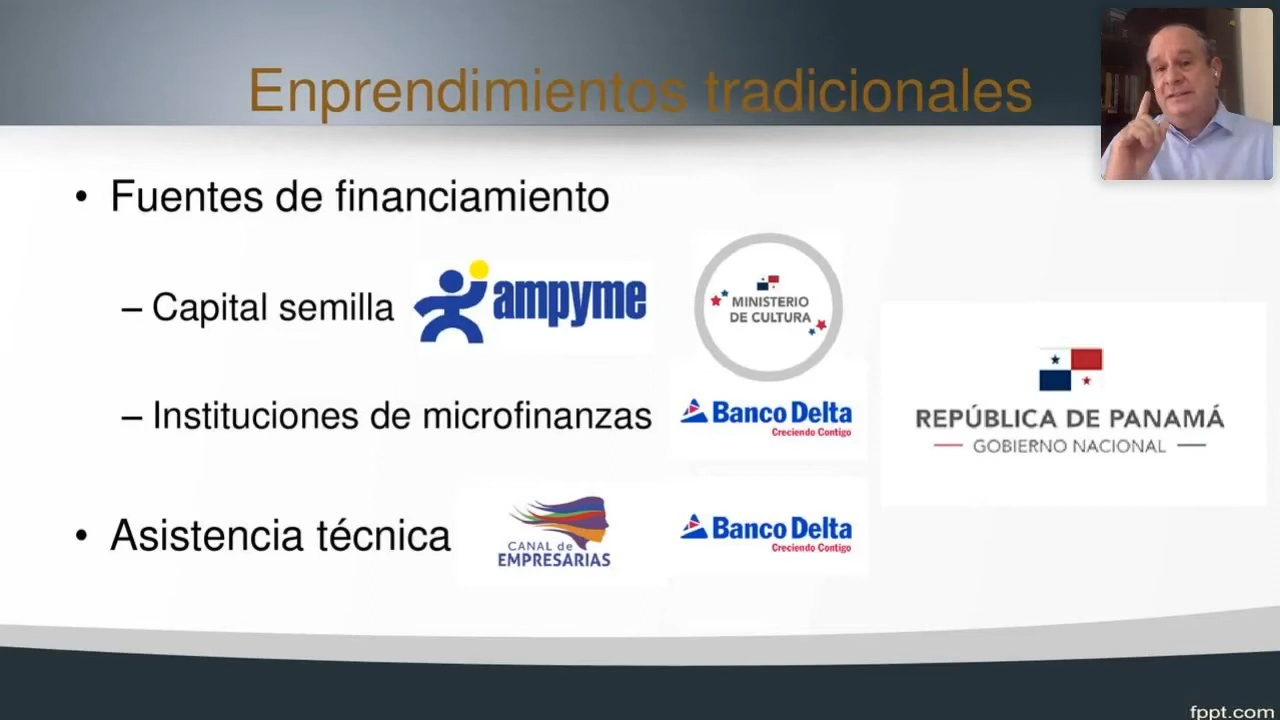 Enprendimientos tradicionales
• Fuentes de financiamiento
– Capital semilla
ampyme
MINISTERIO
DE CULTURA
– Instituciones de microfinanzas
Banco Delta
Creciendo Contigo
REPÚBLICA DE PANAMÁ
GOBIERNO NACIONAL
• Asistencia técnica
CANAL de
EMPRESARIAS
Banco Delta
Creciendo Contigo
fppt.com